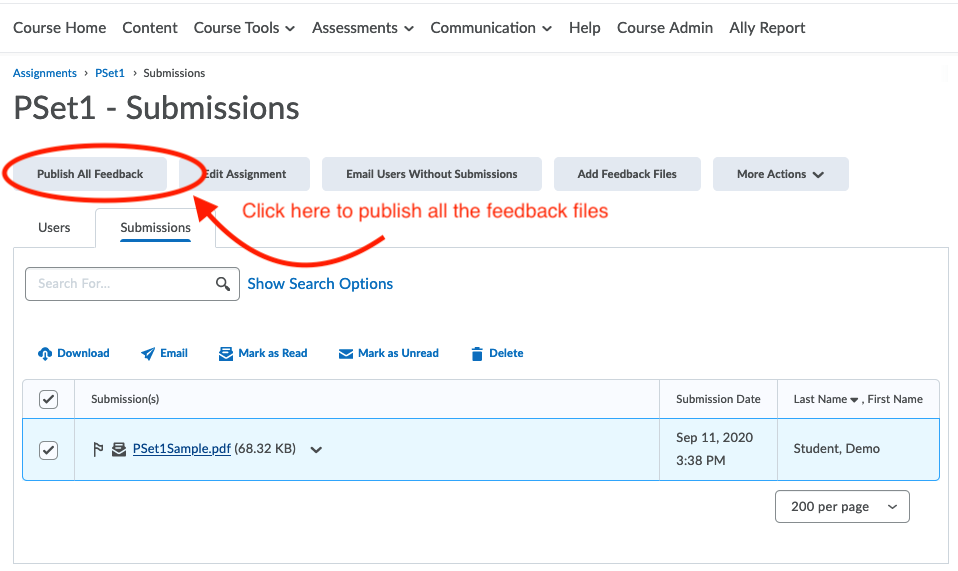 Course Home Content Course Tools Assessments Communication Help Course Admin Ally Report
Assignments › PSet1 › Submissions
PSet1 - Submissions
Publish All Feedback Edit Assignment Email Users Without Submissions Add Feedback Files More Actions
Click here to publish all the feedback files
Users Submissions
Search For... Show Search Options
Download Email Mark as Read Mark as Unread Delete
Submission(s) Submission Date Last Name , First Name
PSet1Sample.pdf (68.32 KB) Sep 11, 2020 Student, Demo
3:38 PM
200 per page